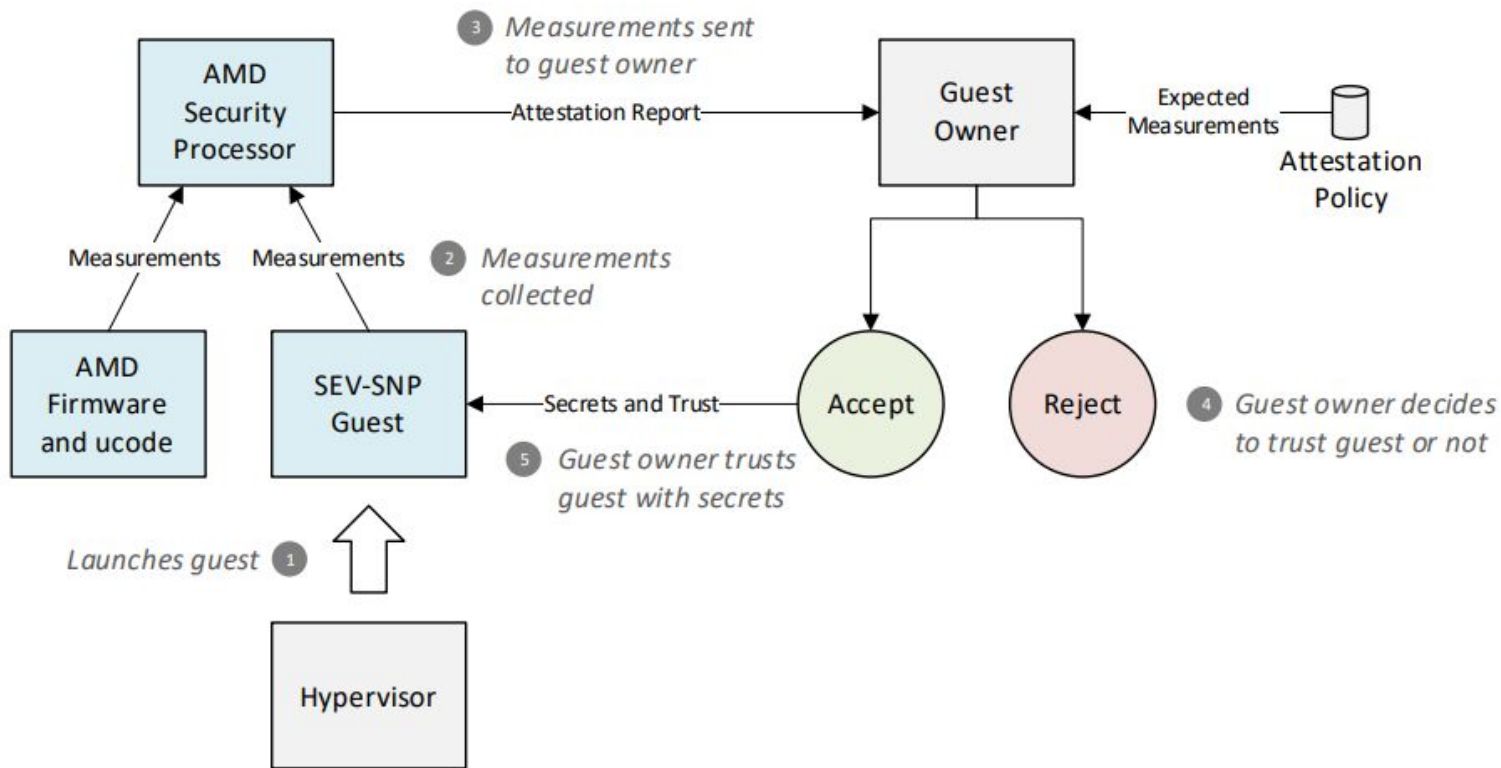 3 Measurements sent
to guest owner
AMD
Security
Processor
Attestation Report
Guest
Owner
Expected
Measurements
Attestation
Policy
Measurements
Measurements
2 Measurements
collected
AMD
Firmware
and ucode
SEV-SNP
Guest
Secrets and Trust
Accept
Reject
4 Guest owner decides
to trust guest or not
5 Guest owner trusts
guest with secrets
Launches guest 1
Hypervisor